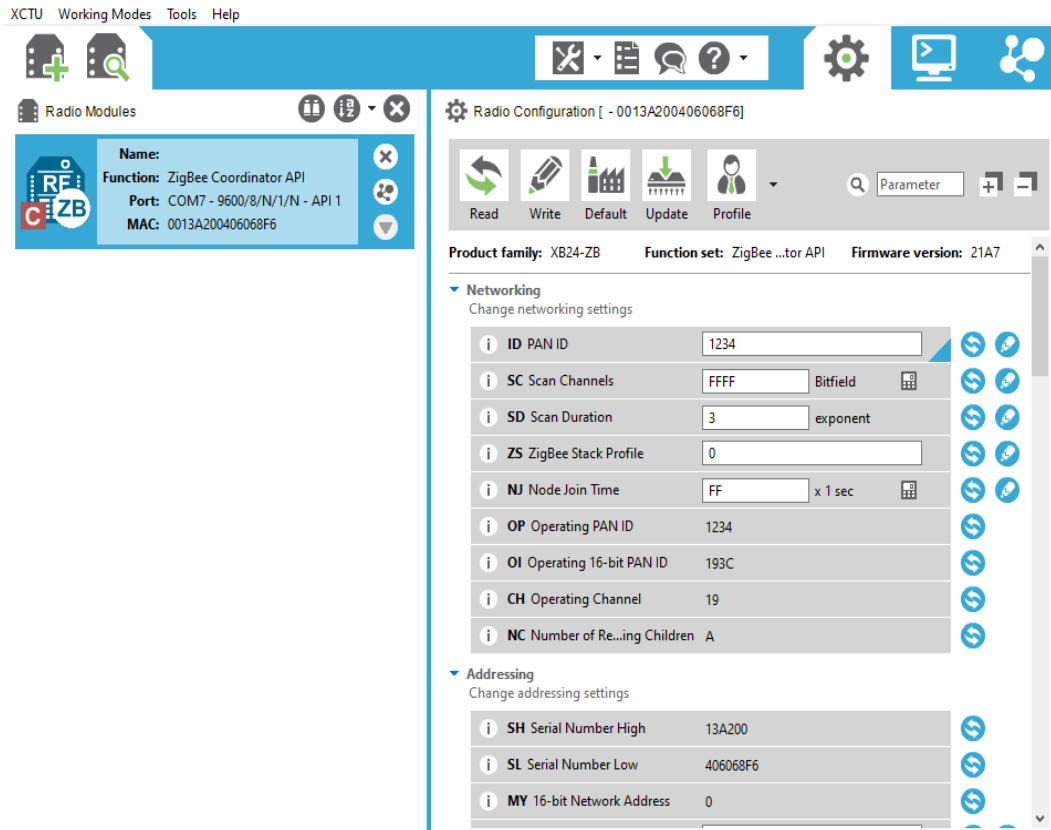 XCTU Working Modes Tools Help
Radio Modules
Name:
Function: ZigBee Coordinator API
Port: COM7 - 9600/8/N/1/N - API 1
MAC: 0013A200406068F6
RF
C ZB
Radio Configuration [ - 0013A200406068F6]
Read Write Default Update Profile
Parameter
Product family: XB24-ZB Function set: ZigBee ...tor API Firmware version: 21A7
Networking
Change networking settings
i ID PAN ID 1234
i SC Scan Channels FFFF Bitfield
i SD Scan Duration 3 exponent
i ZS ZigBee Stack Profile 0
i NJ Node Join Time FF x 1 sec
i OP Operating PAN ID 1234
i OI Operating 16-bit PAN ID 193C
i CH Operating Channel 19
i NC Number of Re...ing Children A
Addressing
Change addressing settings
i SH Serial Number High 13A200
i SL Serial Number Low 406068F6
i MY 16-bit Network Address 0